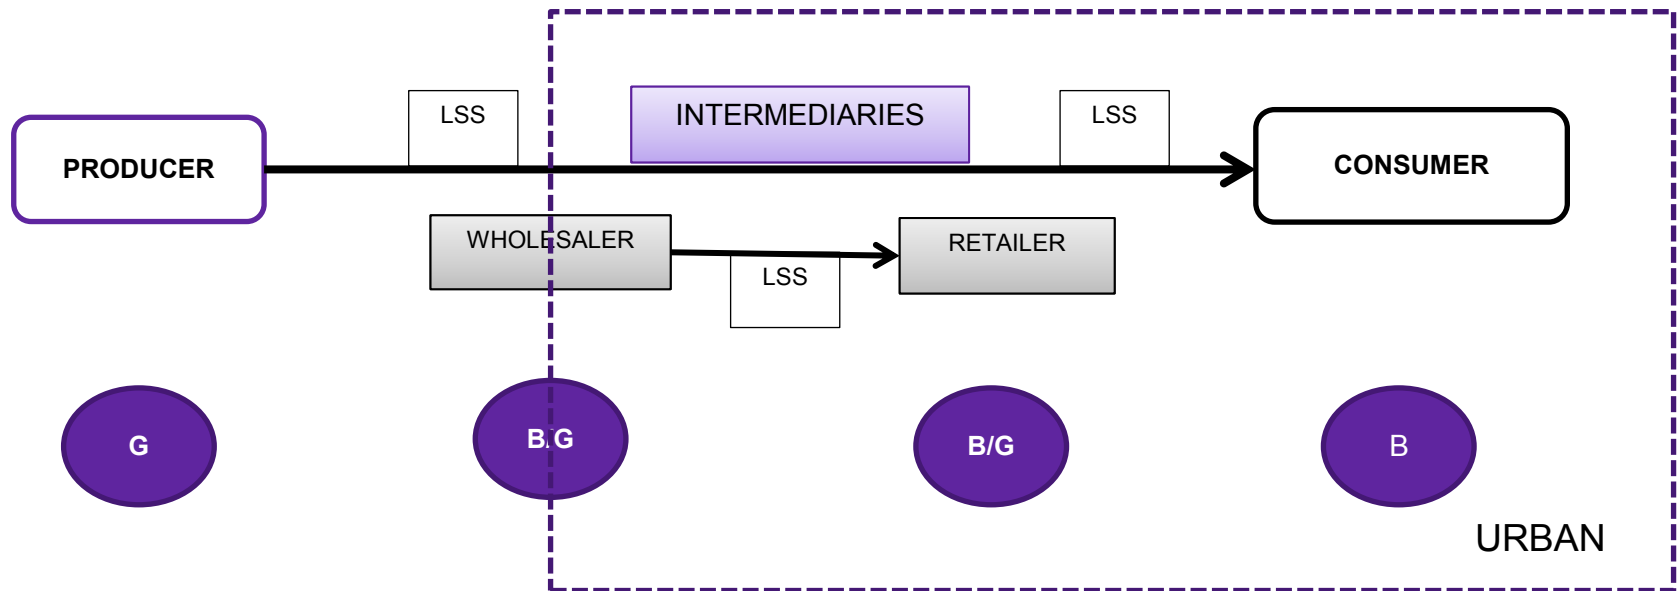 LSS
INTERMEDIARIES
LSS
PRODUCER
CONSUMER
WHOLESALER
RETAILER
LSS
G
B/G
B/G
B
URBAN